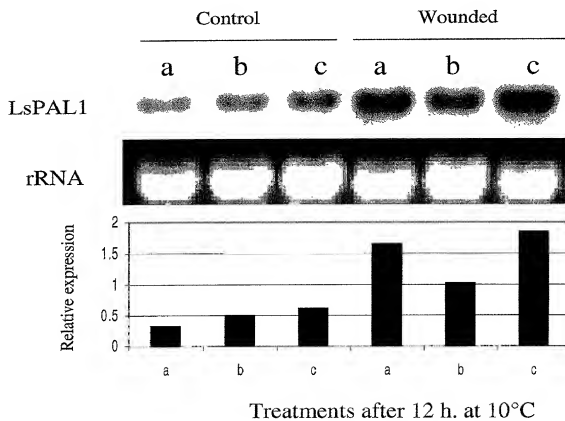 Control Wounded
a b c a b c
LsPAL1
rRNA
Relative expression
2
1.5
1
0.5
0
a b c a b c
Treatments after 12 h. at 10°C